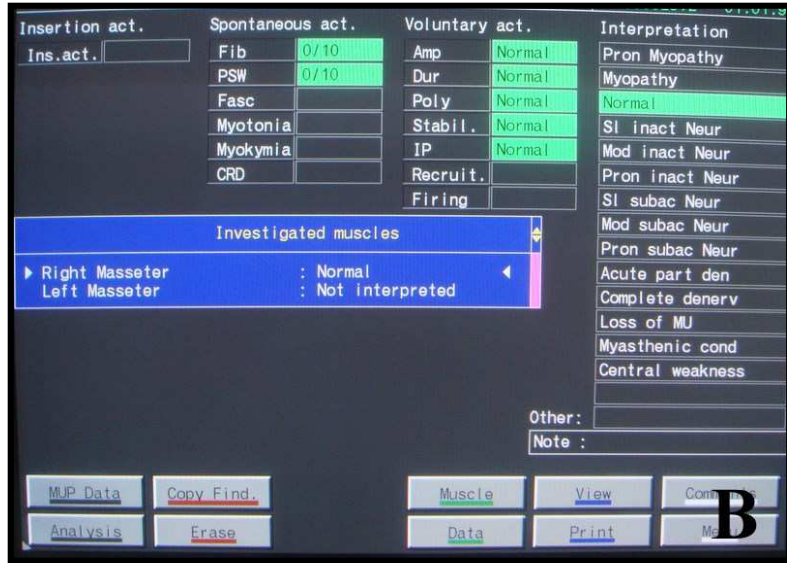 Insertion act.
Ins.act.
Spontaneous act.
Fib 0/10
PSW 0/10
Fasc
Myotonia
Myokymia
CRD
Voluntary act.
Amp Normal
Dur Normal
Poly Normal
Stabil. Normal
IP Normal
Recruit.
Firing
Interpretation
Pron Myopathy
Myopathy
Normal
Sl inact Neur
Mod inact Neur
Pron inact Neur
Sl subac Neur
Mod subac Neur
Pron subac Neur
Acute part den
Complete denerv
Loss of MU
Myasthenic cond
Central weakness
Other:
Note :
Investigated muscles
Right Masseter : Normal
Left Masseter : Not interpreted
MUP Data Copy Find. Muscle View
Analysis Erase Data Print
B